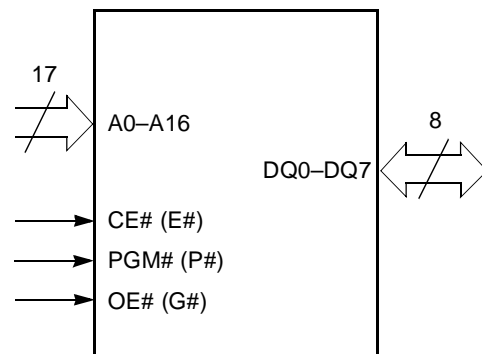 17
A0–A16
8
DQ0–DQ7
CE# (E#)
PGM# (P#)
OE# (G#)